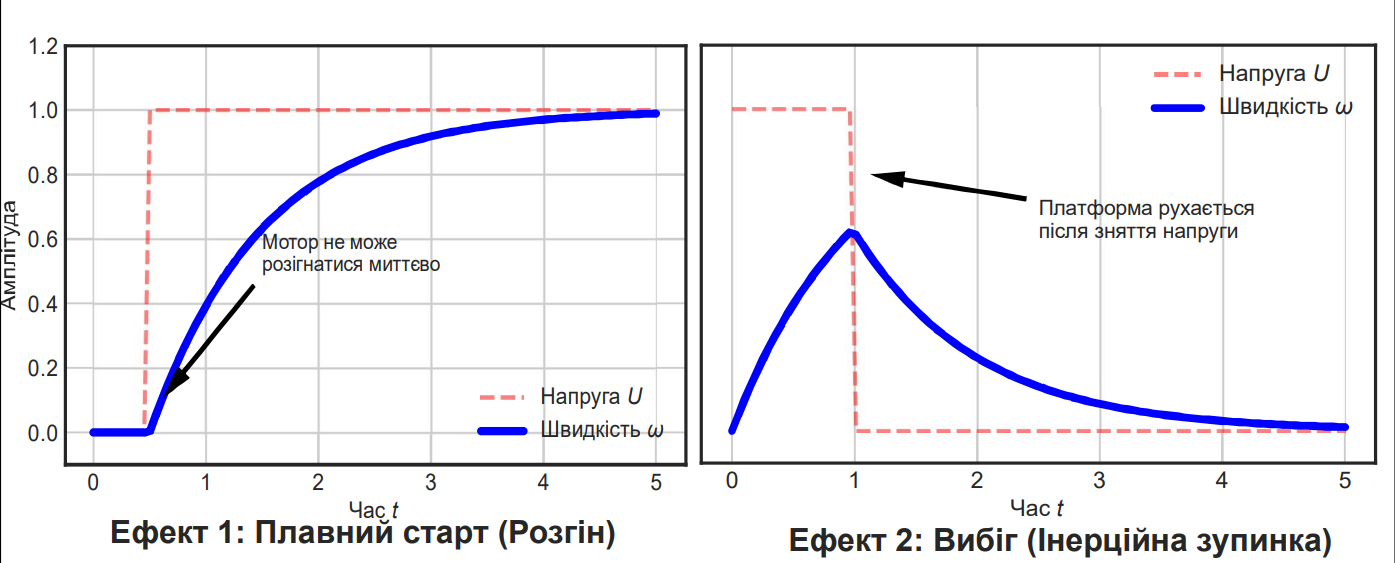 1.2
1.0
0.8
0.6
0.4
0.2
0.0
Амплітуда
Мотор не може
розігнатися миттєво
Напруга U
Швидкість ω
0 1 2 3 4 5
Час t
Ефект 1: Плавний старт (Розгін)
Напруга U
Швидкість ω
Платформа рухається
після зняття напруги
0 1 2 3 4 5
Час t
Ефект 2: Вибіг (Інерційна зупинка)